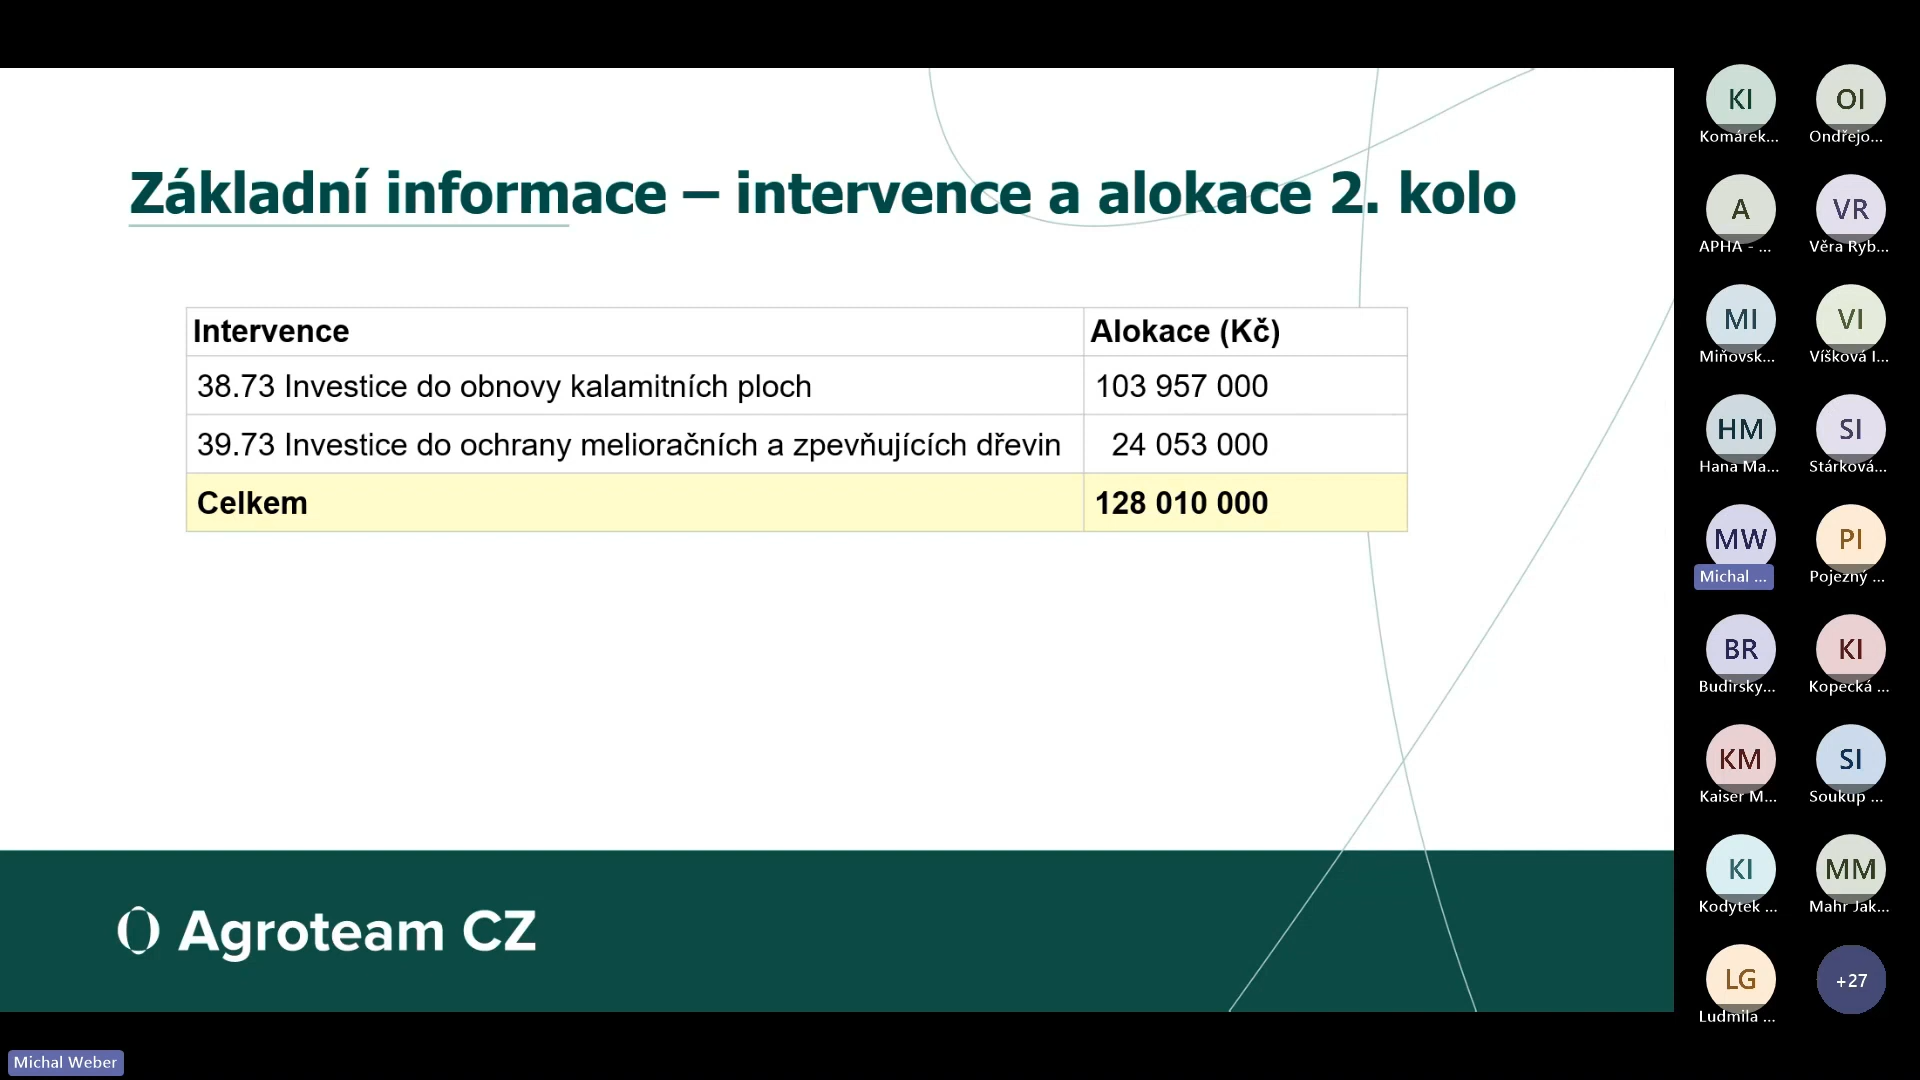 Základní informace – intervence a alokace 2. kolo
Intervence Alokace (Kč)
38.73 Investice do obnovy kalamitních ploch 103 957 000
39.73 Investice do ochrany melioračních a zpevňujících dřevin 24 053 000
Celkem 128 010 000
Agroteam CZ
KI OI
Komárek... Ondřejo...
A VR
APHA - ... Věra Ryb...
MI VI
Miňovsk... Víšková I...
HM SI
Hana Ma... Stárková...
MW PI
Michal ... Pojezný ...
BR KI
Budirsky... Kopecká ...
KM SI
Kaiser M... Soukup ...
KI MM
Kodytek ... Mahr Jak...
LG +27
Ludmila ...
Michal Weber